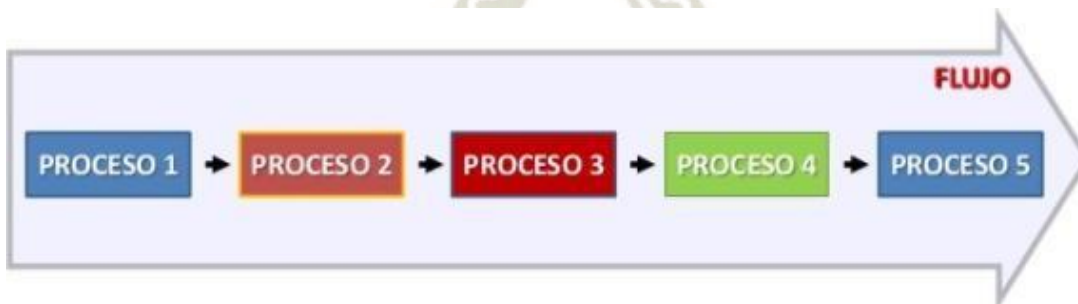 FLUJO
PROCESO 1
PROCESO 2
PROCESO 3
PROCESO 4
PROCESO 5